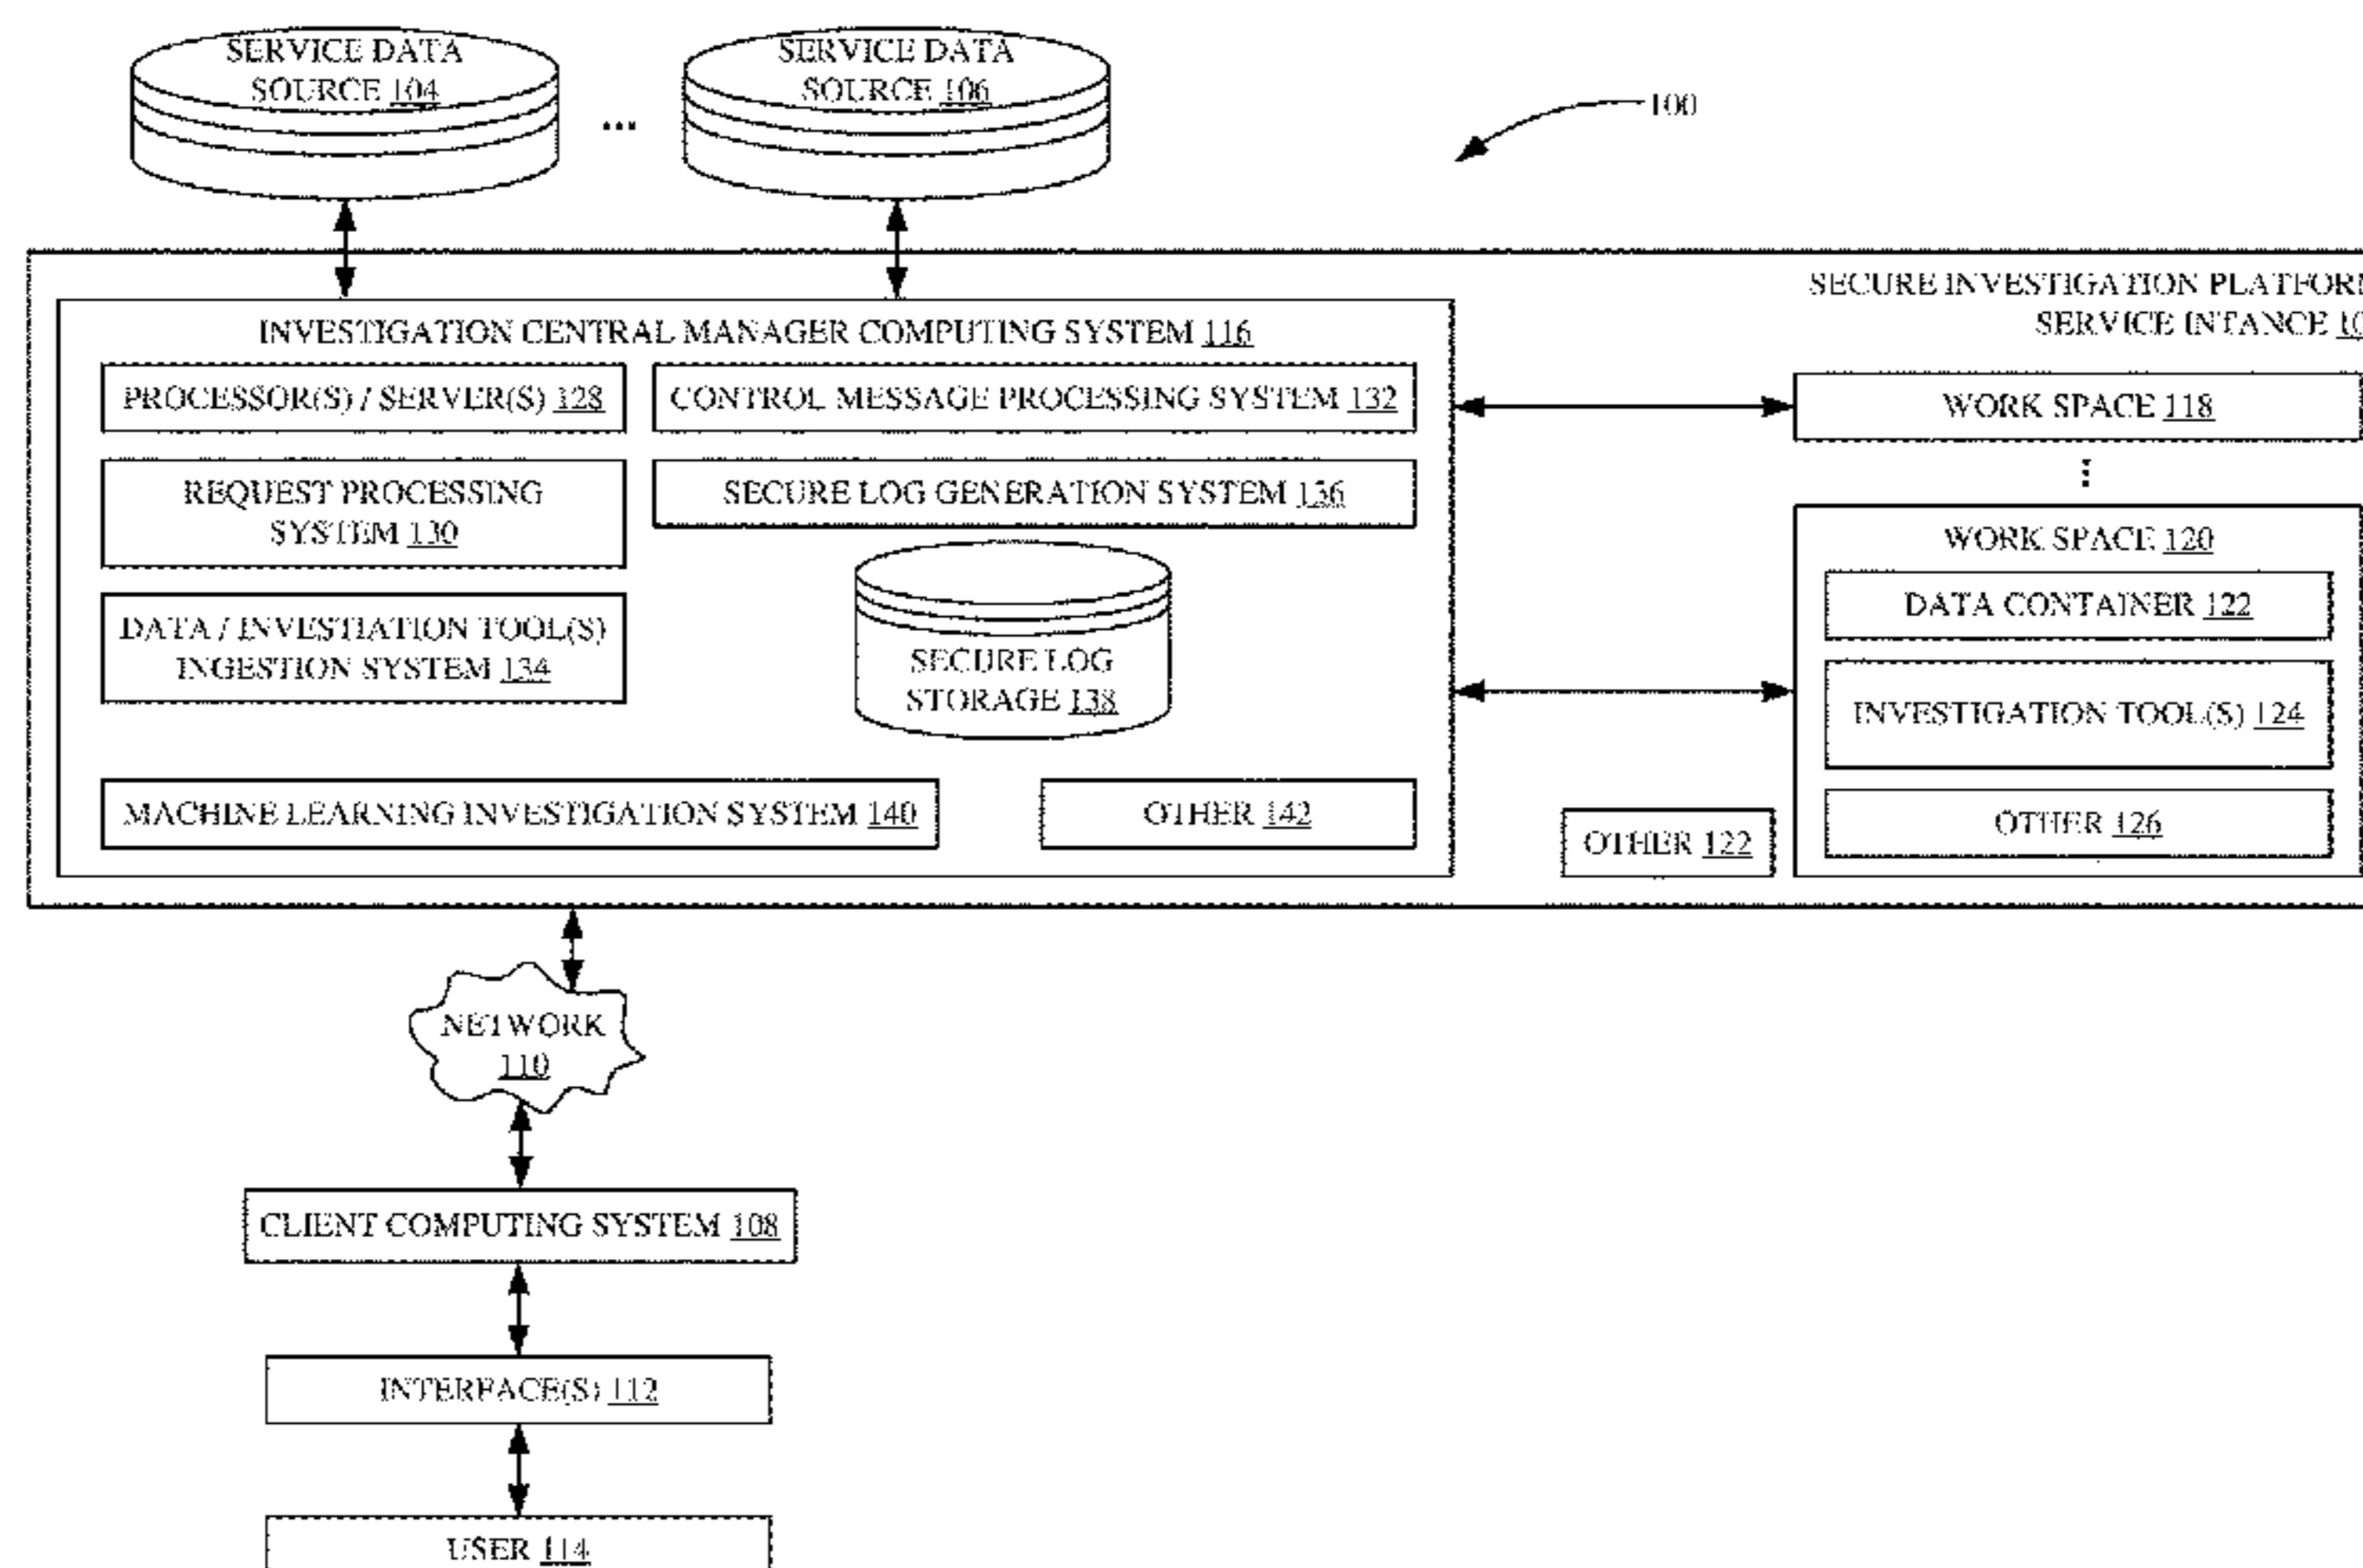 SERVICE DATA
SOURCE 104
SERVICE DATA
SOURCE 106
...
100
SECURE INVESTIGATION PLATFORM
SERVICE INTANCE 10
INVESTIGATION CENTRAL MANAGER COMPUTING SYSTEM 116
PROCESSOR(S) / SERVER(S) 128
CONTROL MESSAGE PROCESSING SYSTEM 132
WORK SPACE 118
REQUEST PROCESSING
SYSTEM 130
SECURE LOG GENERATION SYSTEM 136
...
WORK SPACE 120
DATA CONTAINER 122
DATA / INVESTIATION TOOL(S)
INGESTION SYSTEM 134
SECURE LOG
STORAGE 138
INVESTIGATION TOOL(S) 124
MACHINE LEARNING INVESTIGATION SYSTEM 140
OTHER 142
OTHER 122
OTHER 126
NETWORK
110
CLIENT COMPUTING SYSTEM 108
INTERFACE(S) 112
USER 114